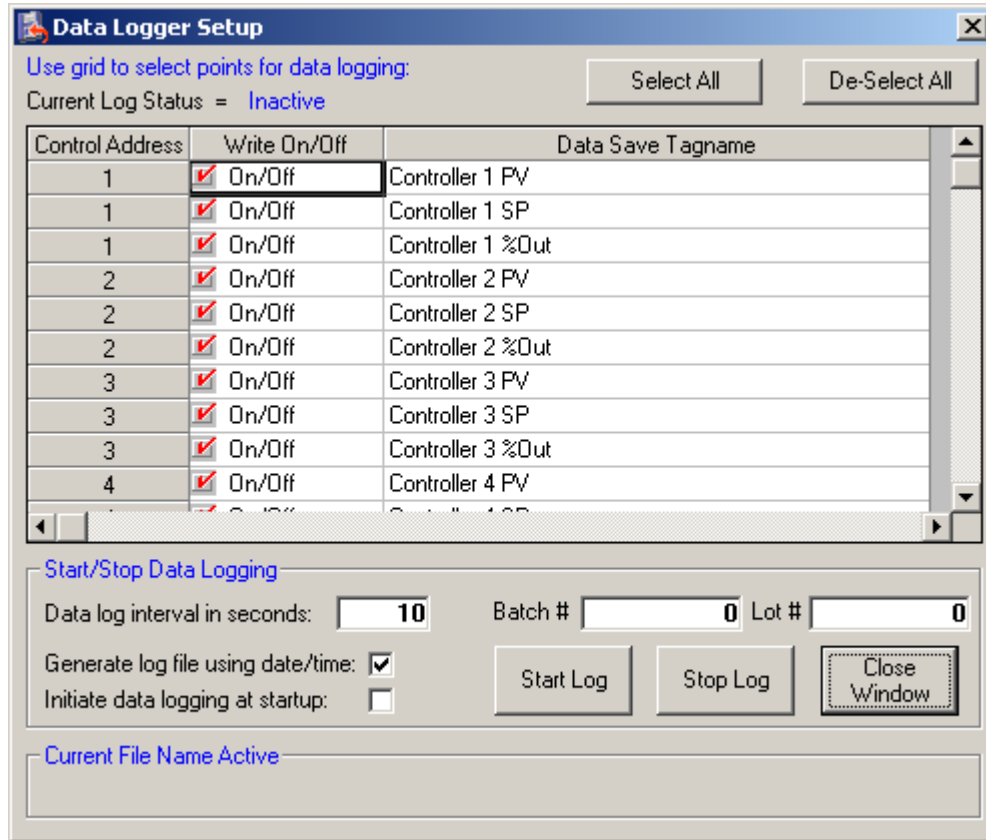 Data Logger Setup
Use grid to select points for data logging:
Select All
De-Select All
Current Log Status = Inactive
Control Address Write On/Off Data Save Tagname
1 On/Off Controller 1 PV
1 On/Off Controller 1 SP
1 On/Off Controller 1 %Out
2 On/Off Controller 2 PV
2 On/Off Controller 2 SP
2 On/Off Controller 2 %Out
3 On/Off Controller 3 PV
3 On/Off Controller 3 SP
3 On/Off Controller 3 %Out
4 On/Off Controller 4 PV
Start/Stop Data Logging
Data log interval in seconds: 10 Batch # 0 Lot # 0
Generate log file using date/time:
Initiate data logging at startup:
Start Log
Stop Log
Close
Window
Current File Name Active